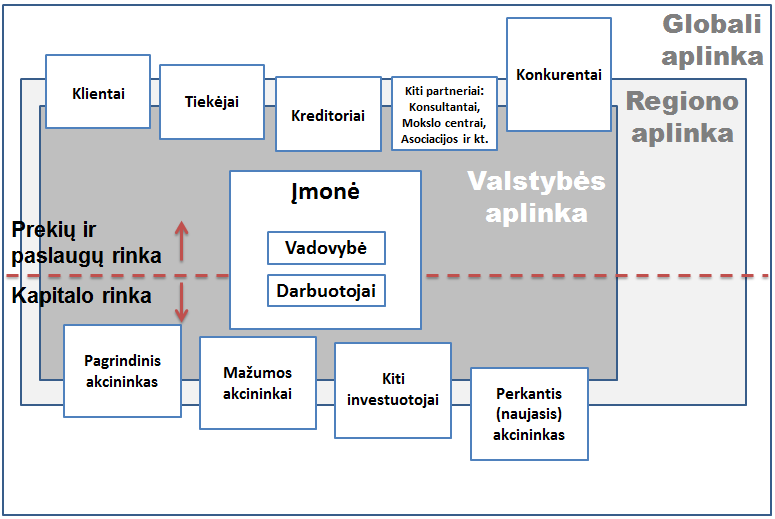 Globali
aplinka
Regiono
aplinka
Klientai
Tiekėjai
Kreditoriai
Kiti partneriai:
Konsultantai,
Mokslo centrai,
Asociacijos ir kt.
Konkurentai
Valstybės
aplinka
Įmonė
Vadovybė
Darbuotojai
Prekių ir
paslaugų rinka
Kapitalo rinka
Pagrindinis
akcininkas
Mažumos
akcininkai
Kiti
investuotojai
Perkantis
(naujasis)
akcininkas